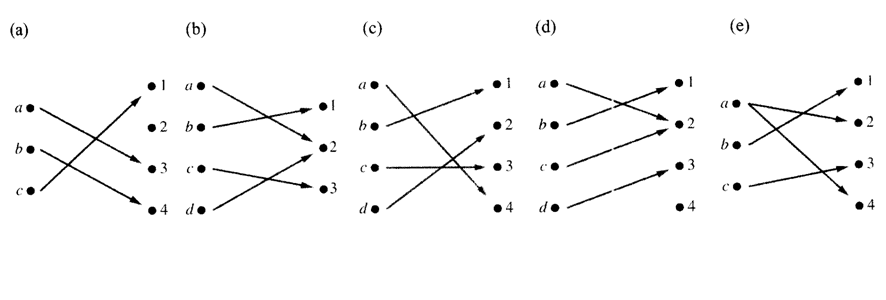 (a) (b) (c) (d) (e)
a b c 1 2 3 4
a b c d 1 2 3
a b c d 1 2 3 4
a b c d 1 2 3 4
a b c 1 2 3 4